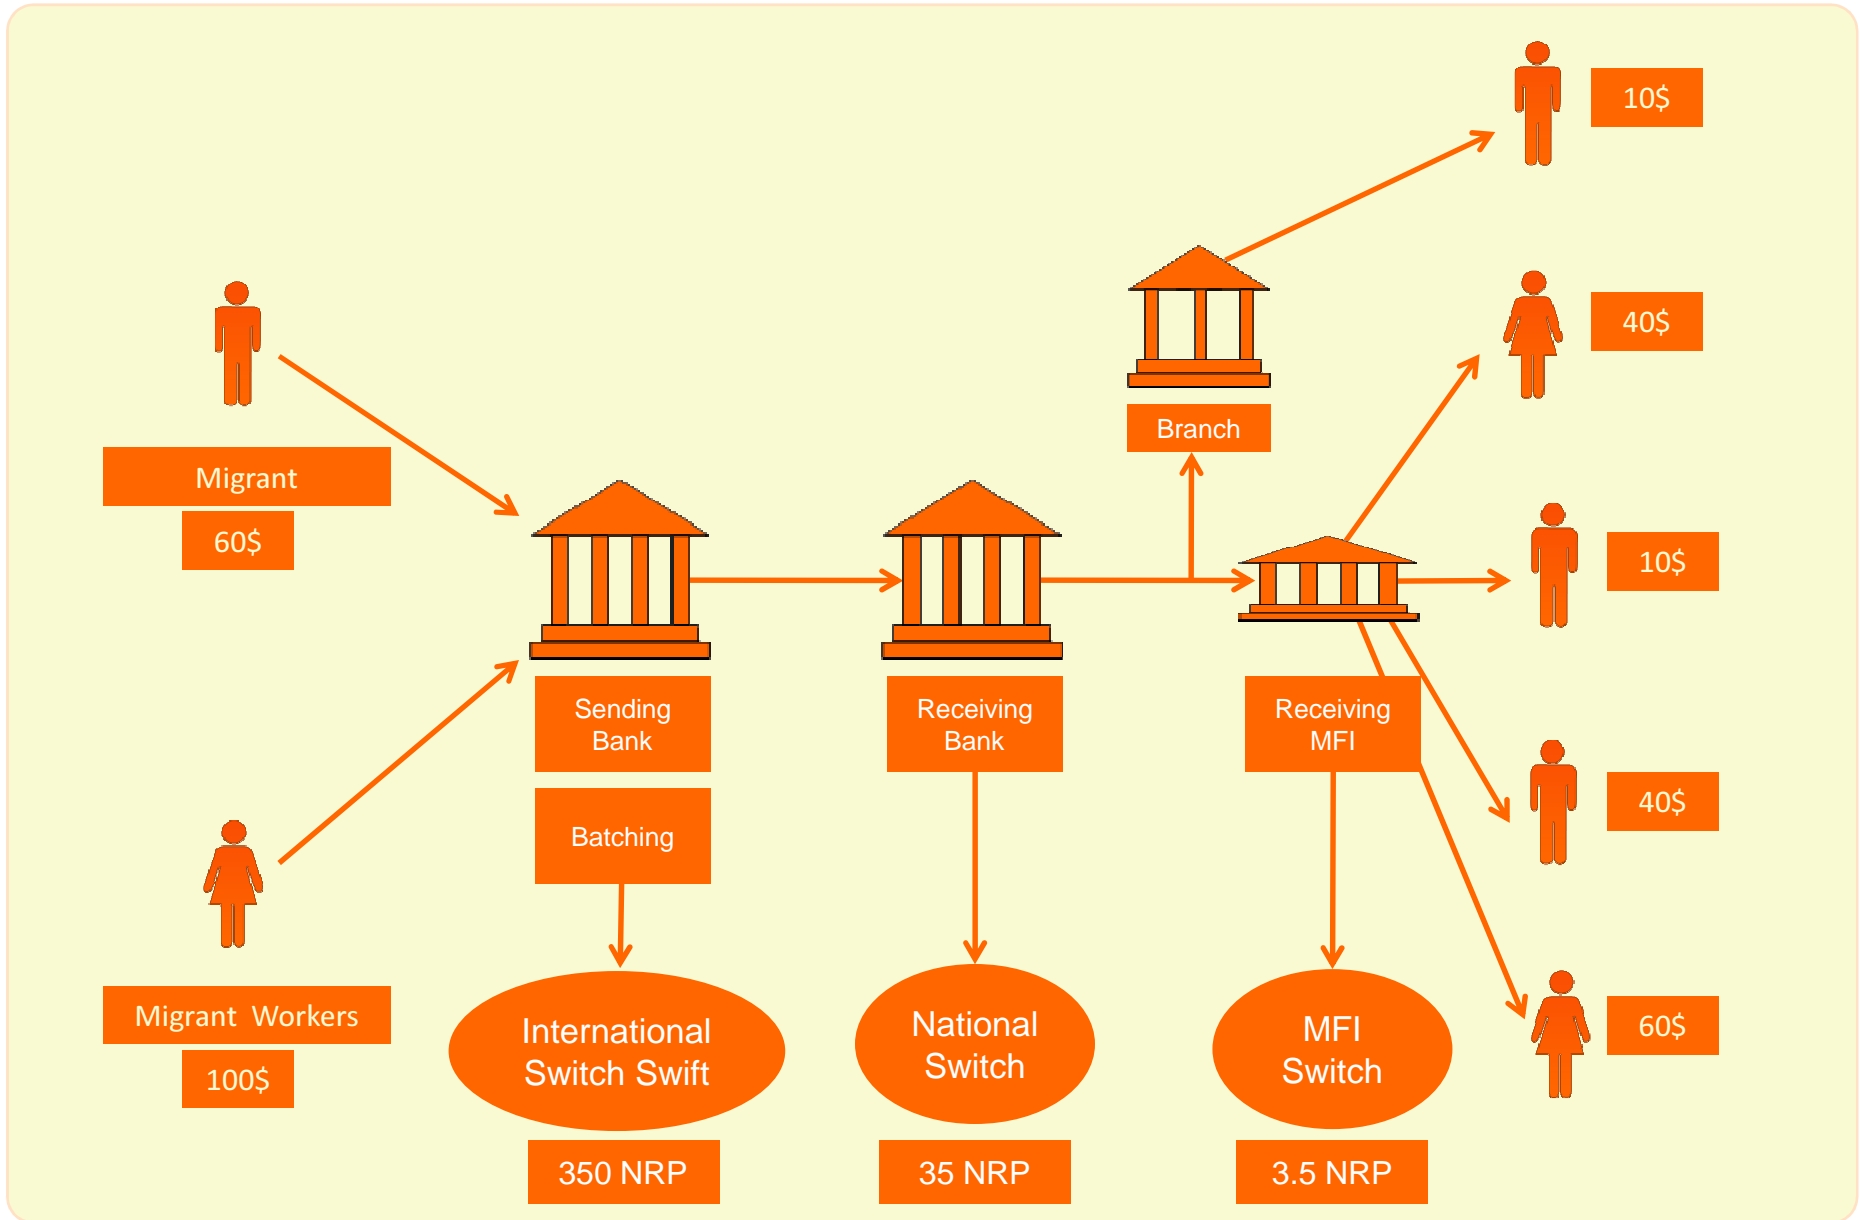 10$
40$
Branch
Migrant
60$
10$
Sending
Bank
Receiving
Bank
Receiving
MFI
40$
Batching
Migrant Workers
100$
International
Switch Swift
National
Switch
MFI
Switch
60$
350 NRP
35 NRP
3.5 NRP